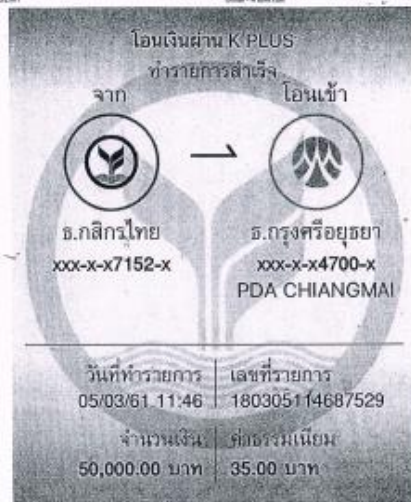 โอนเงินผ่าน K PLUS
ทำรายการสำเร็จ
จาก
โอนเข้า
ธ.กสิกรไทย
xxx-x-x7152-x
ธ.กรุงศรีอยุธยา
xxx-x-x4700-x
PDA CHIANGMAI
วันที่ทำรายการ
05/03/61 11:46
เลขที่รายการ
180305114687529
จำนวนเงิน
50,000.00 บาท
ค่าธรรมเนียม
35.00 บาท